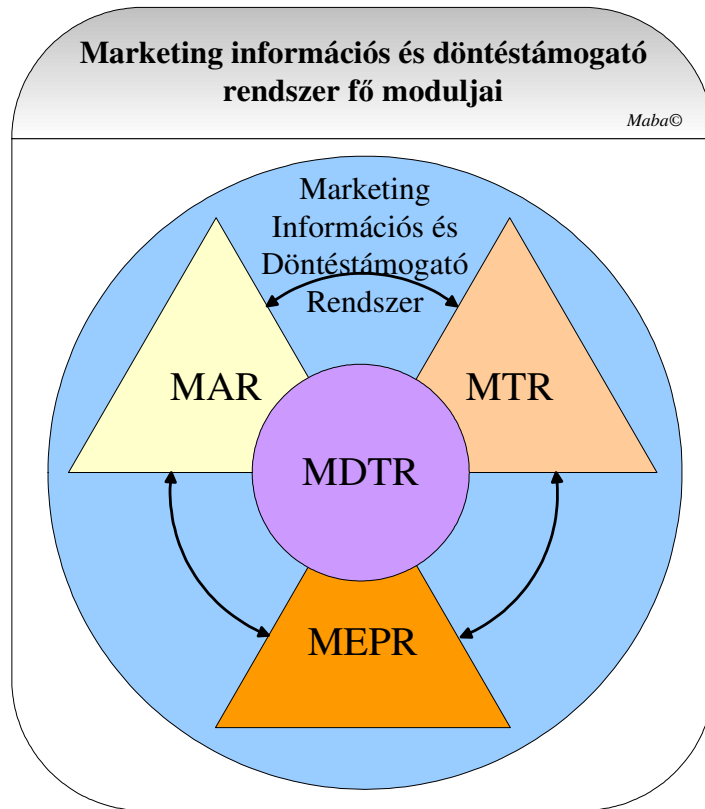 Marketing információs és döntéstámogató
rendszer fő moduljai
Maba©
Marketing
Információs és
Döntéstámogató
Rendszer
MAR
MTR
MDTR
MEPR